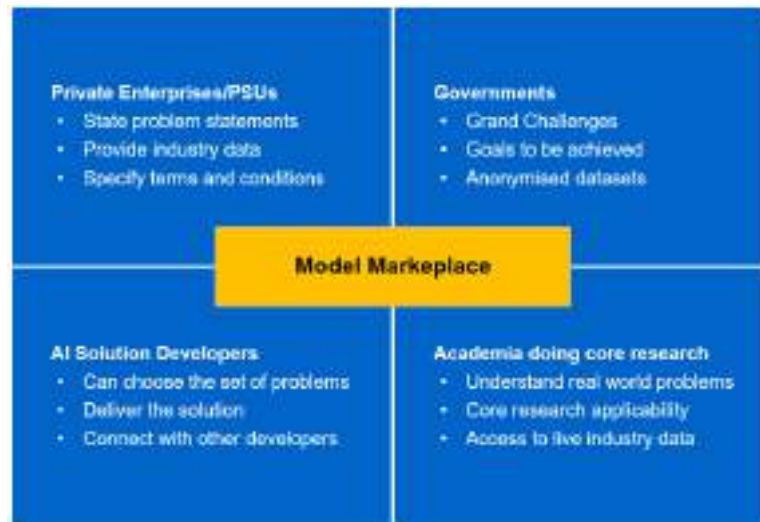 Private Enterprises/PSUs
• State problem statements
• Provide industry data
• Specify terms and conditions
Governments
• Grand Challenges
• Goals to be achieved
• Anonymised datasets
Model Markeplace
AI Solution Developers
• Can choose the set of problems
• Deliver the solution
• Connect with other developers
Academia doing core research
• Understand real world problems
• Core research applicability
• Access to live industry data